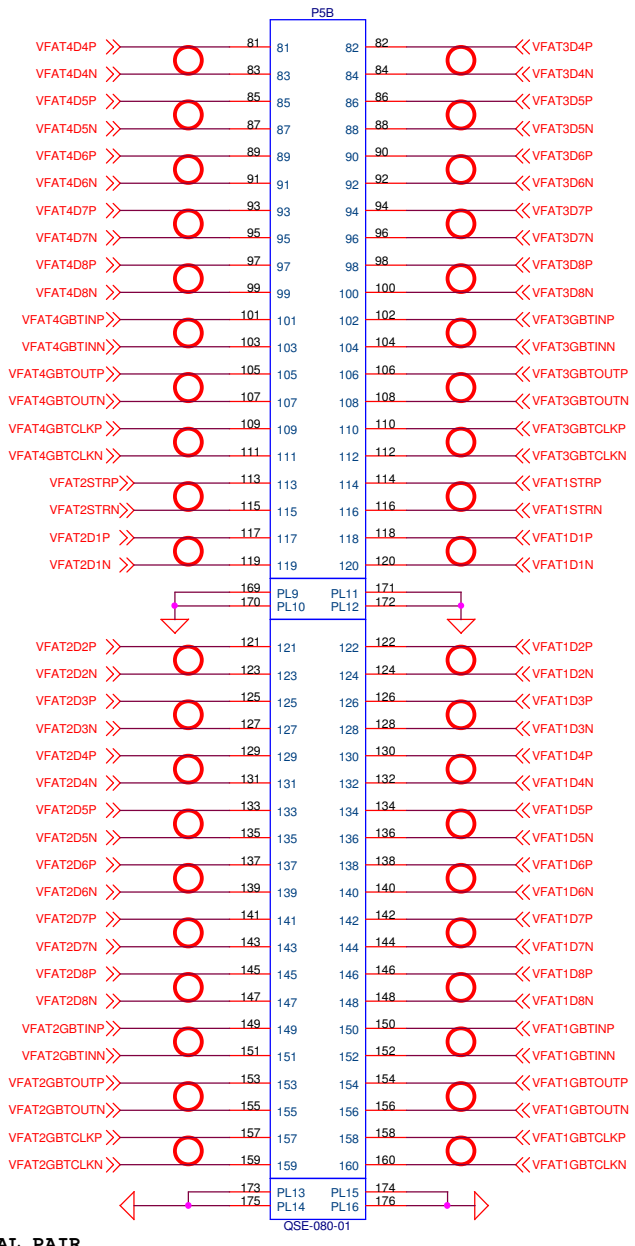 P5B
VFAT4D4P 81 81 82 82 VFAT3D4P
VFAT4D4N 83 83 84 84 VFAT3D4N
VFAT4D5P 85 85 86 86 VFAT3D5P
VFAT4D5N 87 87 88 88 VFAT3D5N
VFAT4D6P 89 89 90 90 VFAT3D6P
VFAT4D6N 91 91 92 92 VFAT3D6N
VFAT4D7P 93 93 94 94 VFAT3D7P
VFAT4D7N 95 95 96 96 VFAT3D7N
VFAT4D8P 97 97 98 98 VFAT3D8P
VFAT4D8N 99 99 100 100 VFAT3D8N
VFAT4GBTINP 101 101 102 102 VFAT3GBTINP
VFAT4GBTINN 103 103 104 104 VFAT3GBTINN
VFAT4GBTOUTP 105 105 106 106 VFAT3GBTOUTP
VFAT4GBTOUTN 107 107 108 108 VFAT3GBTOUTN
VFAT4GBTCLKP 109 109 110 110 VFAT3GBTCLKP
VFAT4GBTCLKN 111 111 112 112 VFAT3GBTCLKN
VFAT2STRP 113 113 114 114 VFAT1STRP
VFAT2STRN 115 115 116 116 VFAT1STRN
VFAT2D1P 117 117 118 118 VFAT1D1P
VFAT2D1N 119 119 120 120 VFAT1D1N
169 PL9 PL11 171
170 PL10 PL12 172
VFAT2D2P 121 121 122 122 VFAT1D2P
VFAT2D2N 123 123 124 124 VFAT1D2N
VFAT2D3P 125 125 126 126 VFAT1D3P
VFAT2D3N 127 127 128 128 VFAT1D3N
VFAT2D4P 129 129 130 130 VFAT1D4P
VFAT2D4N 131 131 132 132 VFAT1D4N
VFAT2D5P 133 133 134 134 VFAT1D5P
VFAT2D5N 135 135 136 136 VFAT1D5N
VFAT2D6P 137 137 138 138 VFAT1D6P
VFAT2D6N 139 139 140 140 VFAT1D6N
VFAT2D7P 141 141 142 142 VFAT1D7P
VFAT2D7N 143 143 144 144 VFAT1D7N
VFAT2D8P 145 145 146 146 VFAT1D8P
VFAT2D8N 147 147 148 148 VFAT1D8N
VFAT2GBTINP 149 149 150 150 VFAT1GBTINP
VFAT2GBTINN 151 151 152 152 VFAT1GBTINN
VFAT2GBTOUTP 153 153 154 154 VFAT1GBTOUTP
VFAT2GBTOUTN 155 155 156 156 VFAT1GBTOUTN
VFAT2GBTCLKP 157 157 158 158 VFAT1GBTCLKP
VFAT2GBTCLKN 159 159 160 160 VFAT1GBTCLKN
173 PL13 PL15 174
175 PL14 PL16 176
QSE-080-01
PAIR